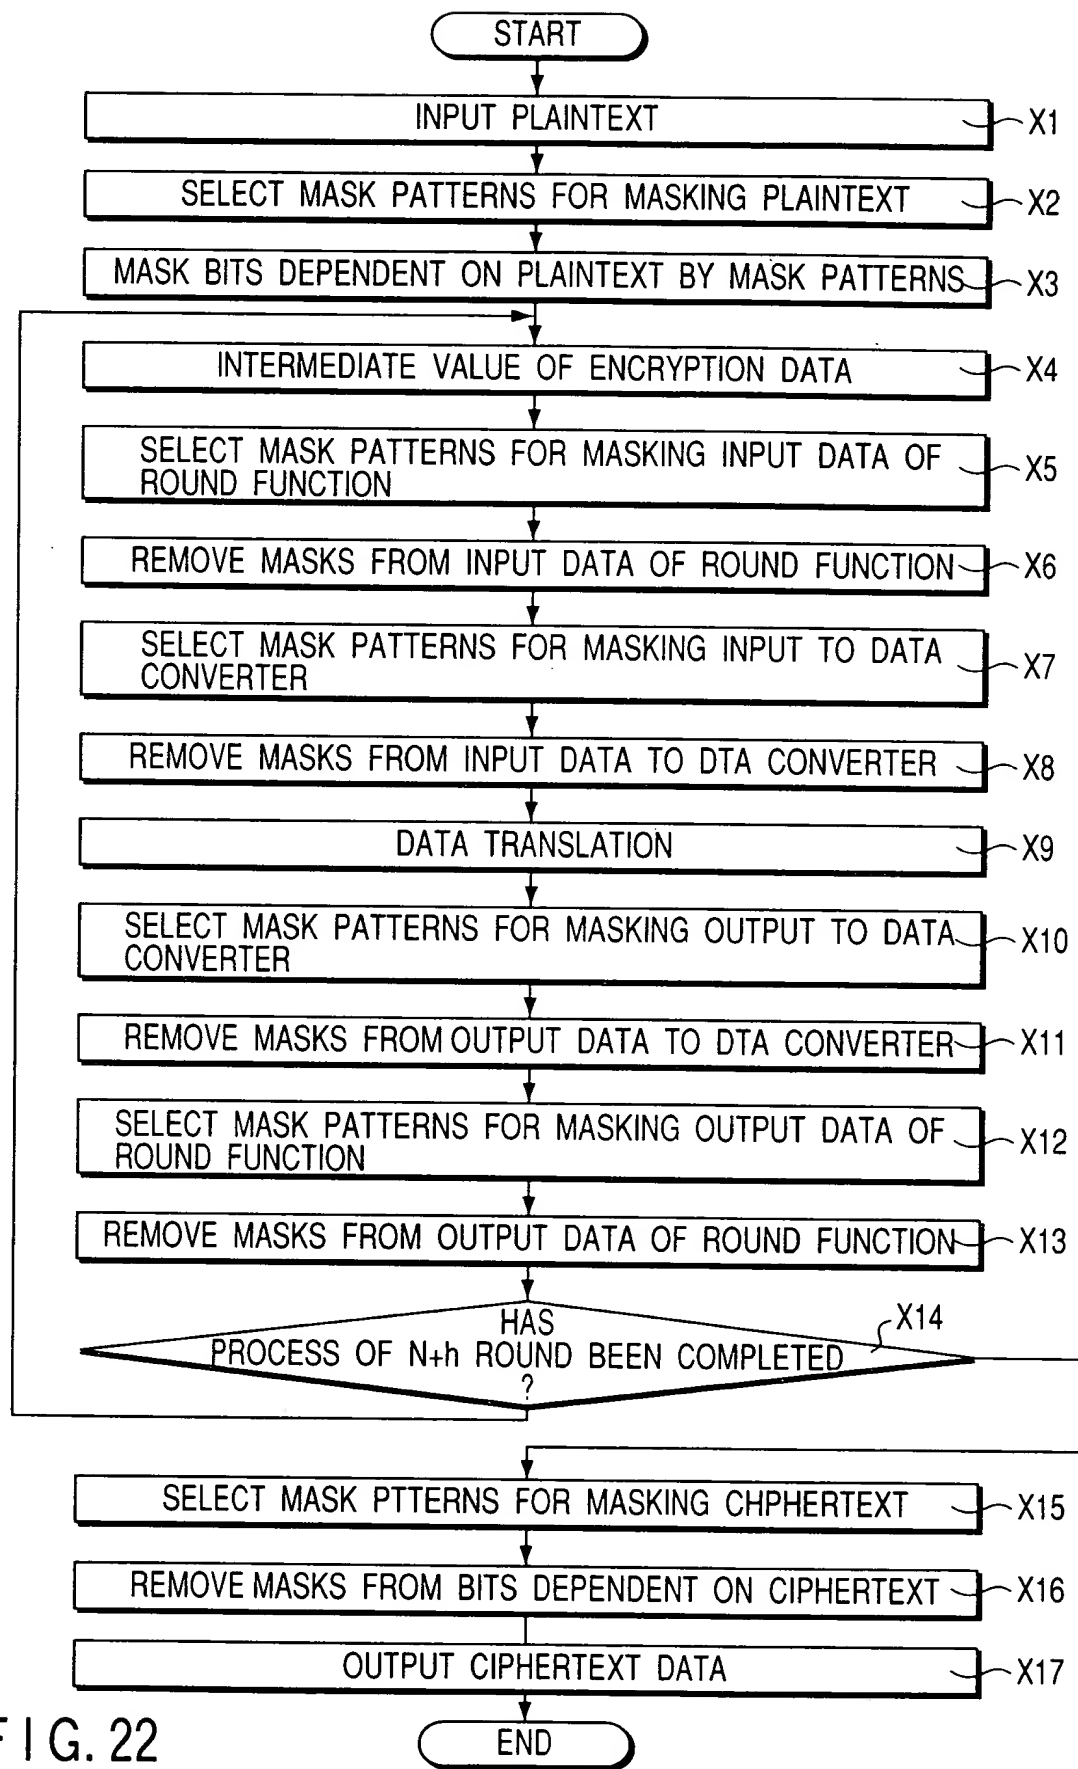 START
INPUT PLAINTEXT
X1
SELECT MASK PATTERNS FOR MASKING PLAINTEXT
X2
MASK BITS DEPENDENT ON PLAINTEXT BY MASK PATTERNS
X3
INTERMEDIATE VALUE OF ENCRYPTION DATA
X4
SELECT MASK PATTERNS FOR MASKING INPUT DATA OF
ROUND FUNCTION
X5
REMOVE MASKS FROM INPUT DATA OF ROUND FUNCTION
X6
SELECT MASK PATTERNS FOR MASKING INPUT TO DATA
CONVERTER
X7
REMOVE MASKS FROM INPUT DATA TO DTA CONVERTER
X8
DATA TRANSLATION
X9
SELECT MASK PATTERNS FOR MASKING OUTPUT TO DATA
CONVERTER
X10
REMOVE MASKS FROM OUTPUT DATA TO DTA CONVERTER
X11
SELECT MASK PATTERNS FOR MASKING OUTPUT DATA OF
ROUND FUNCTION
X12
REMOVE MASKS FROM OUTPUT DATA OF ROUND FUNCTION
X13
HAS
PROCESS OF N+h ROUND BEEN COMPLETED
?
X14
SELECT MASK PTTERNS FOR MASKING CHPHERTEXT
X15
REMOVE MASKS FROM BITS DEPENDENT ON CIPHERTEXT
X16
OUTPUT CIPHERTEXT DATA
X17
END
FIG. 22